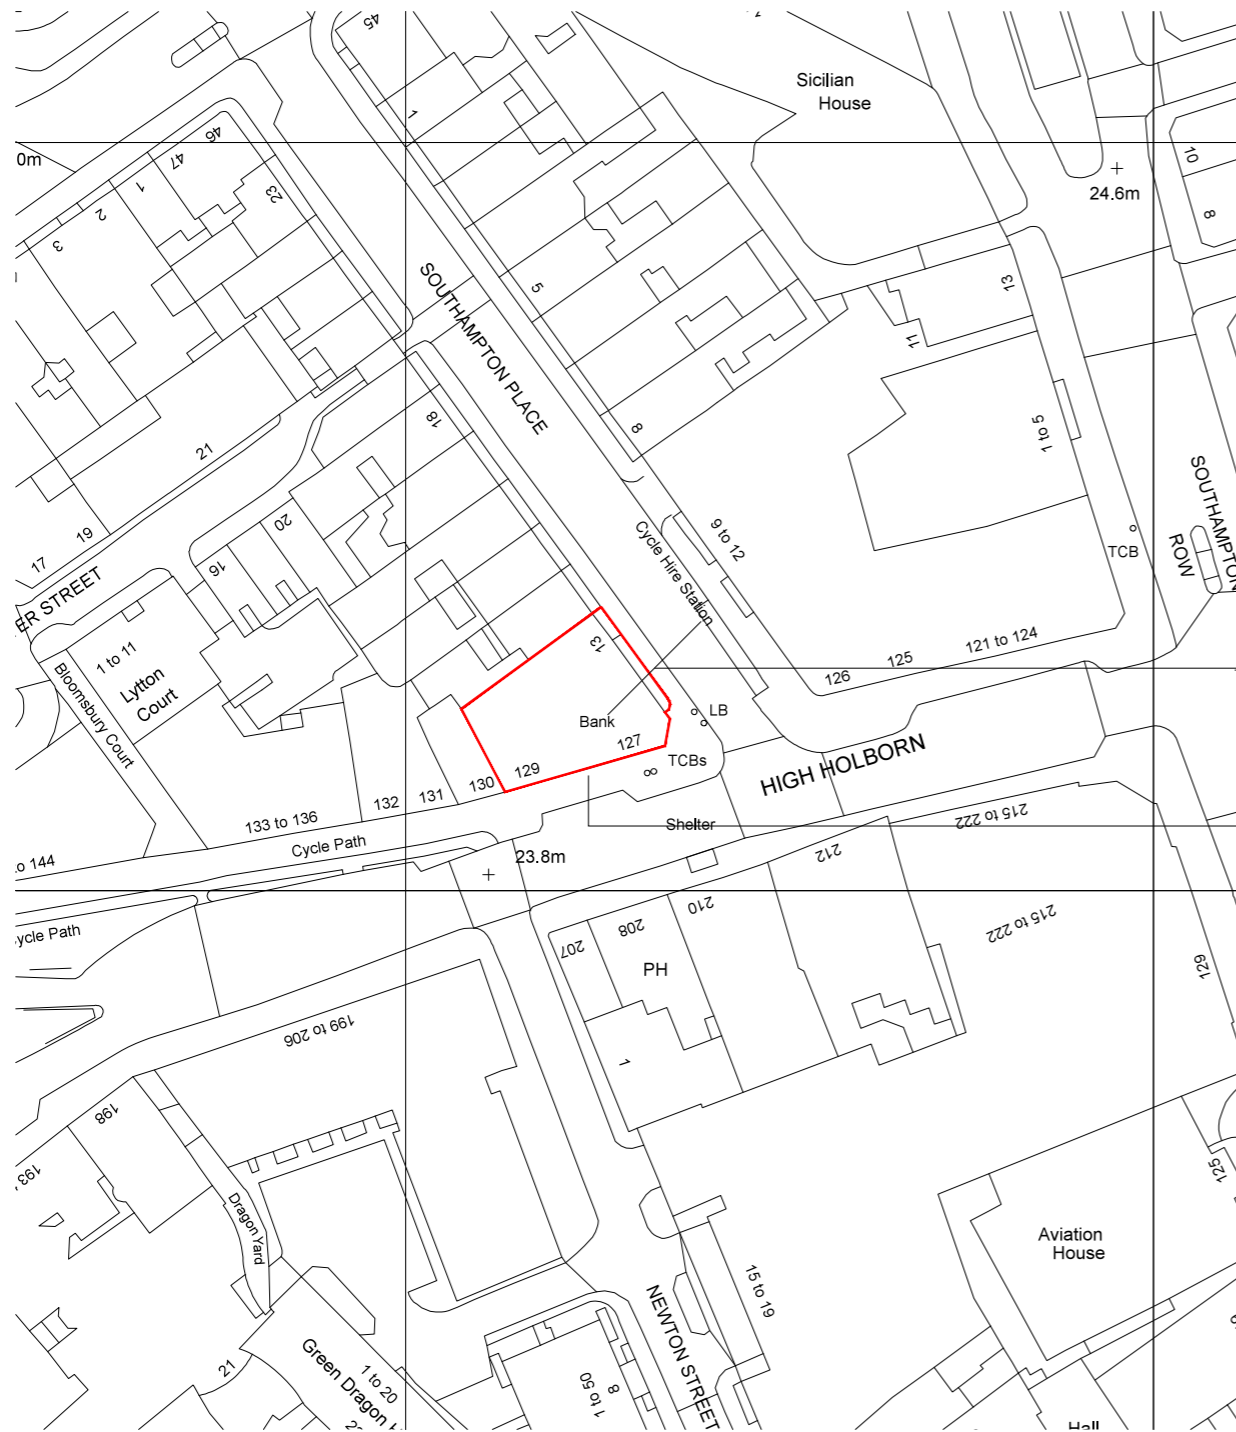 45
Sicilian
House
0m
46
47
1
2
3
23
1
10
8
24.6m
5
13
11
SOUTHAMPTON PLACE
18
8
21
1 to 5
SOUTHAMPTON
ROW
TCB
9 to 12
Cycle Hire Station
20
16
17
19
ER STREET
1 to 11
Lytton
Court
Bloomsbury Court
13
Bank
127
129
130
131
132
133 to 136
LB
TCBs
126
125
121 to 124
HIGH HOLBORN
Shelter
Cycle Path
23.8m
o 144
ycle Path
215 to 222
212
210
208
207
PH
215 to 222
129
199 to 206
1
198
193
125
Dragon Yard
Aviation
House
15 to 19
NEWTON STREET
21
Green Dragon
1 to 20
8
1 to 50
Hall